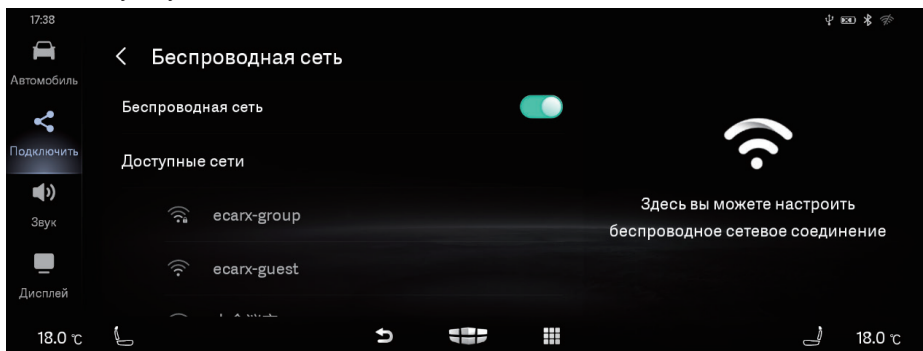 17:38
Автомобиль
Беспроводная сеть
Беспроводная сеть
Подключить
Доступные сети
Звук
ecarx-group
Здесь вы можете настроить
беспроводное сетевое соединение
ecarx-guest
Дисплей
18.0 °C
18.0 °C